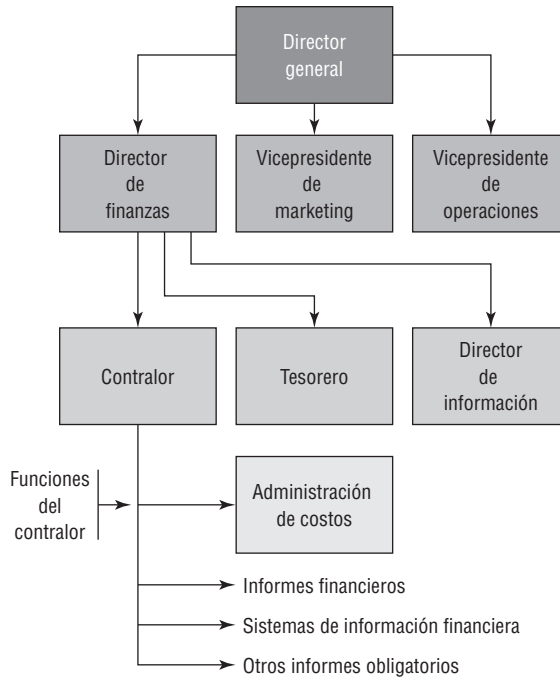 Director
general
Director
de
finanzas
Vicepresidente
de
marketing
Vicepresidente
de
operaciones
Contralor
Tesorero
Director
de
información
Funciones
del
contralor
Administración
de costos
Informes financieros
Sistemas de información financiera
Otros informes obligatorios